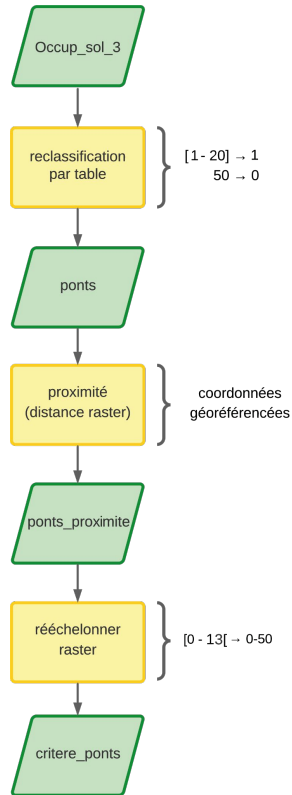 Occup_sol_3
reclassification
par table
[1 - 20] → 1
50 → 0
ponts
proximité
(distance raster)
coordonnées
géoréférencées
ponts_proximite
rééchelonner
raster
[0 - 13[ → 0-50
critere_ponts